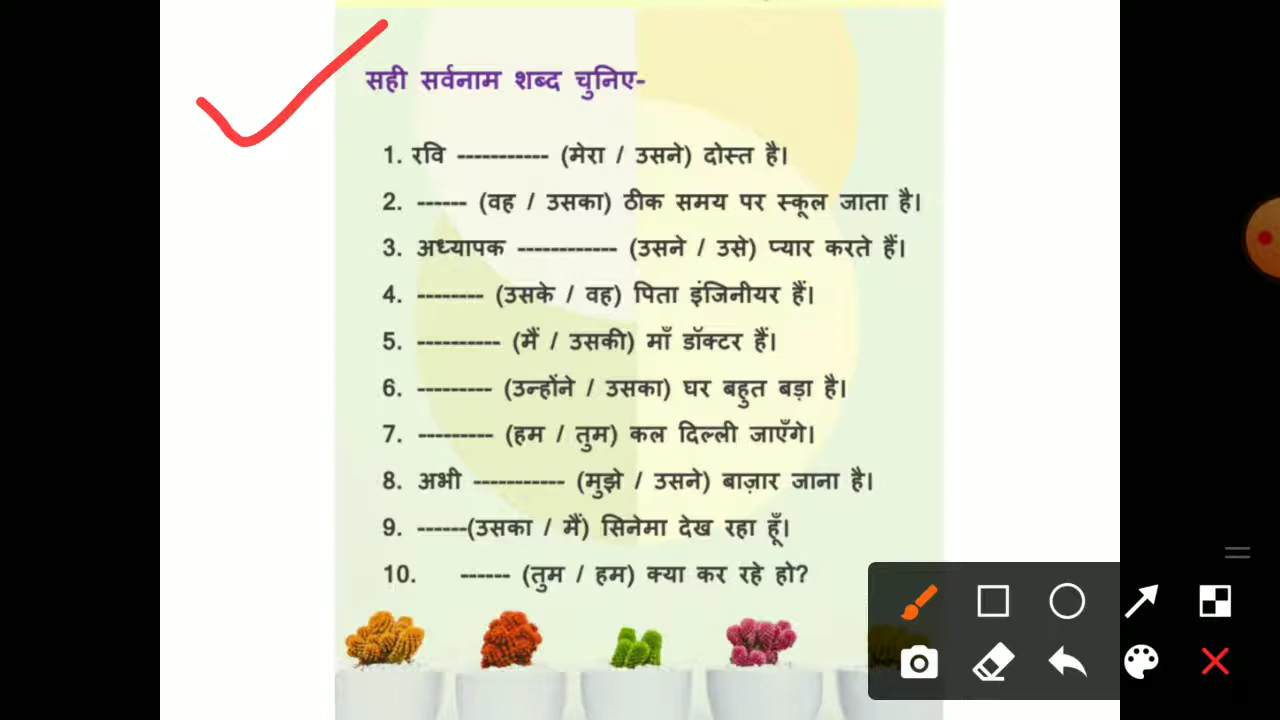 सही सर्वनाम शब्द चुनिए-
1. रवि ----------- (मेरा / उसने) दोस्त है।
2. ------ (वह / उसका) ठीक समय पर स्कूल जाता है।
3. अध्यापक ------------ (उसने / उसे) प्यार करते हैं।
4. -------- (उसके / वह) पिता इंजिनीयर हैं।
5. ---------- (मैं / उसकी) माँ डॉक्टर हैं।
6. --------- (उन्होंने / उसका) घर बहुत बड़ा है।
7. --------- (हम / तुम) कल दिल्ली जाएँगे।
8. अभी ----------- (मुझे / उसने) बाज़ार जाना है।
9. ------(उसका / मैं) सिनेमा देख रहा हूँ।
10. ------ (तुम / हम) क्या कर रहे हो?